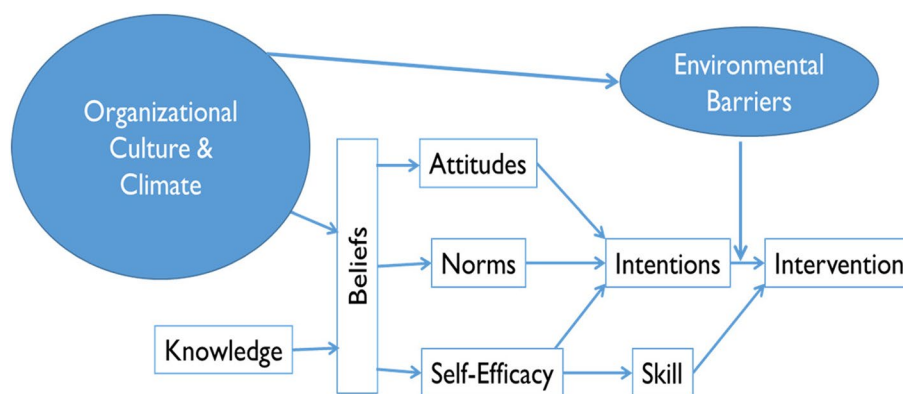 Organizational
Culture &
Climate
Environmental
Barriers
Beliefs
Attitudes
Norms
Intentions
Intervention
Knowledge
Self-Efficacy
Skill